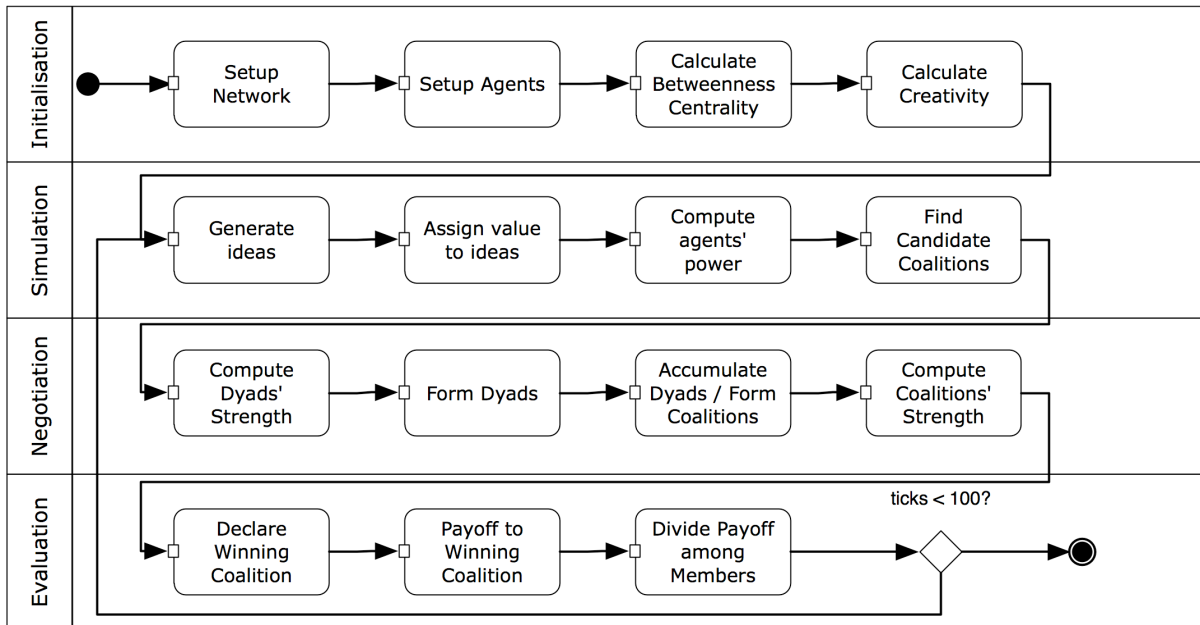 Initialisation
Setup
Network
Setup Agents
Calculate
Betweenness
Centrality
Calculate
Creativity
Simulation
Generate
ideas
Assign value
to ideas
Compute
agents'
power
Find
Candidate
Coalitions
Negotiation
Compute
Dyads'
Strength
Form Dyads
Accumulate
Dyads / Form
Coalitions
Compute
Coalitions'
Strength
Evaluation
Declare
Winning
Coalition
Payoff to
Winning
Coalition
Divide Payoff
among
Members
ticks < 100?